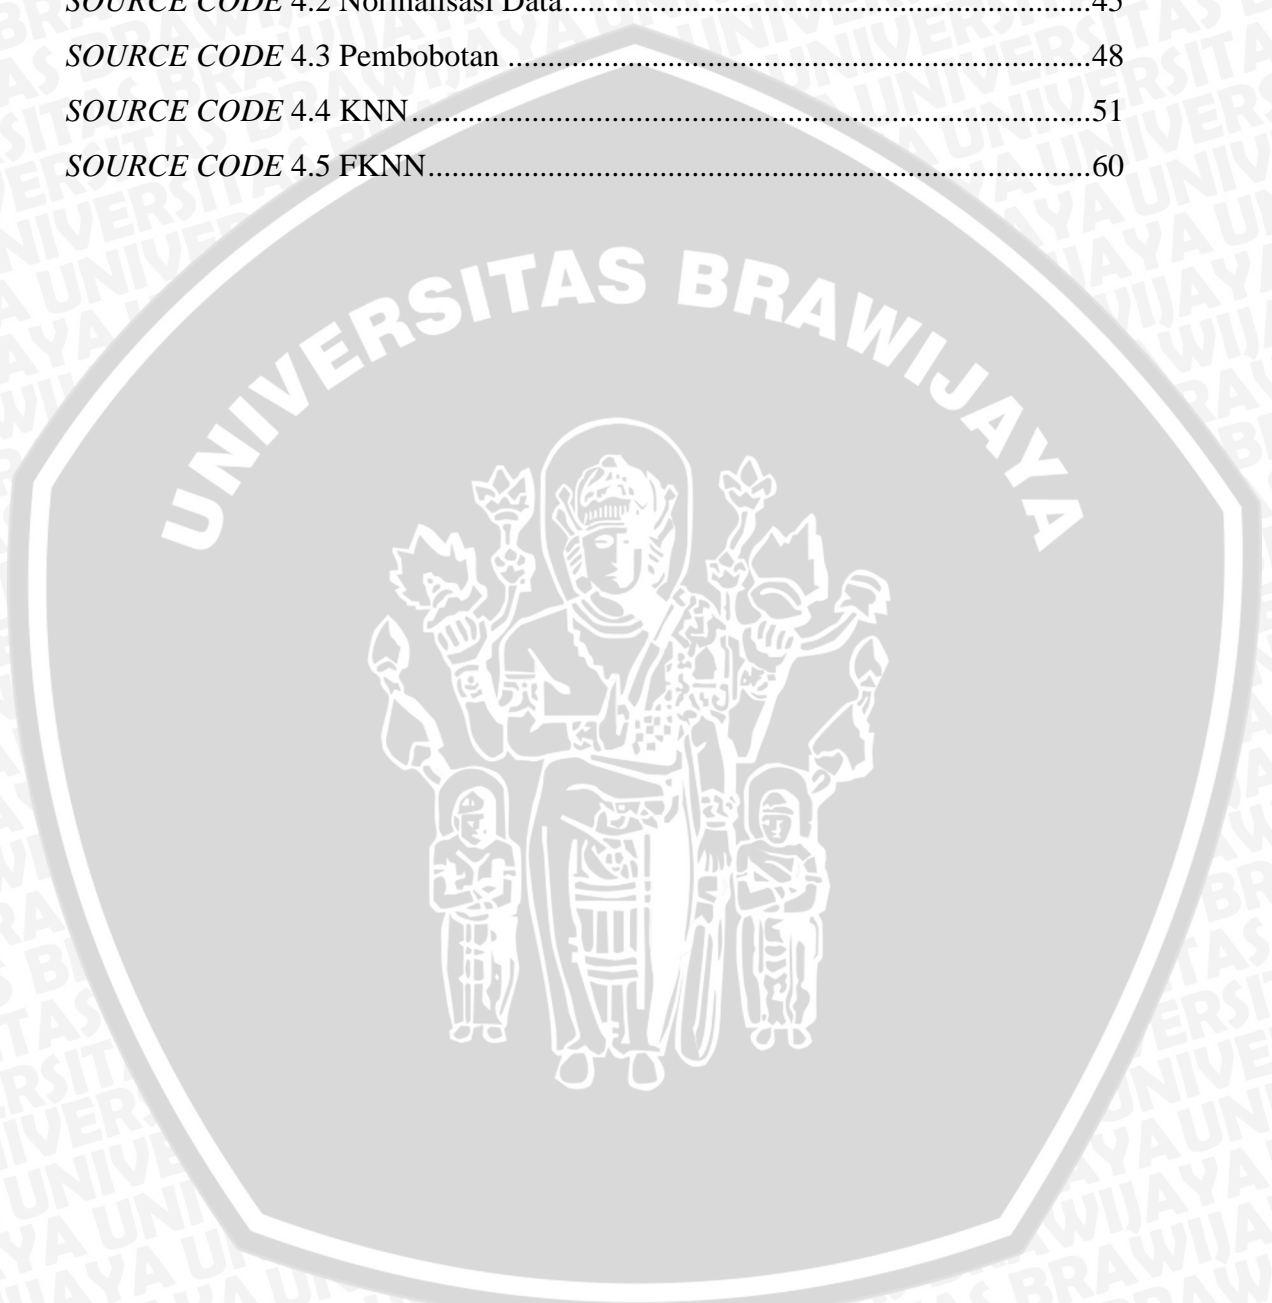 SOURCE CODE 4.2 Normalisasi Data..................................................................45
SOURCE CODE 4.3 Pembobotan .........................................................................48
SOURCE CODE 4.4 KNN.....................................................................................51
SOURCE CODE 4.5 FKNN...................................................................................60
UNIVERSITAS BRAWIJAYA